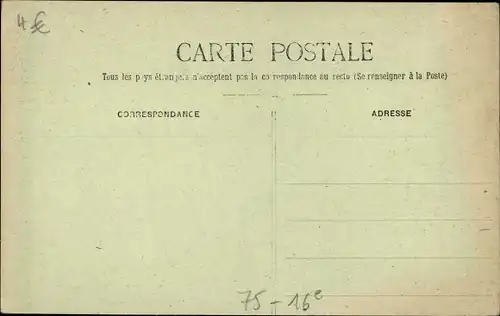 4€
CARTE POSTALE
Tous les pays étrangers n'acceptent pas la correspondance au recto (Se renseigner à la Poste)
CORRESPONDANCE
ADRESSE
75-16e